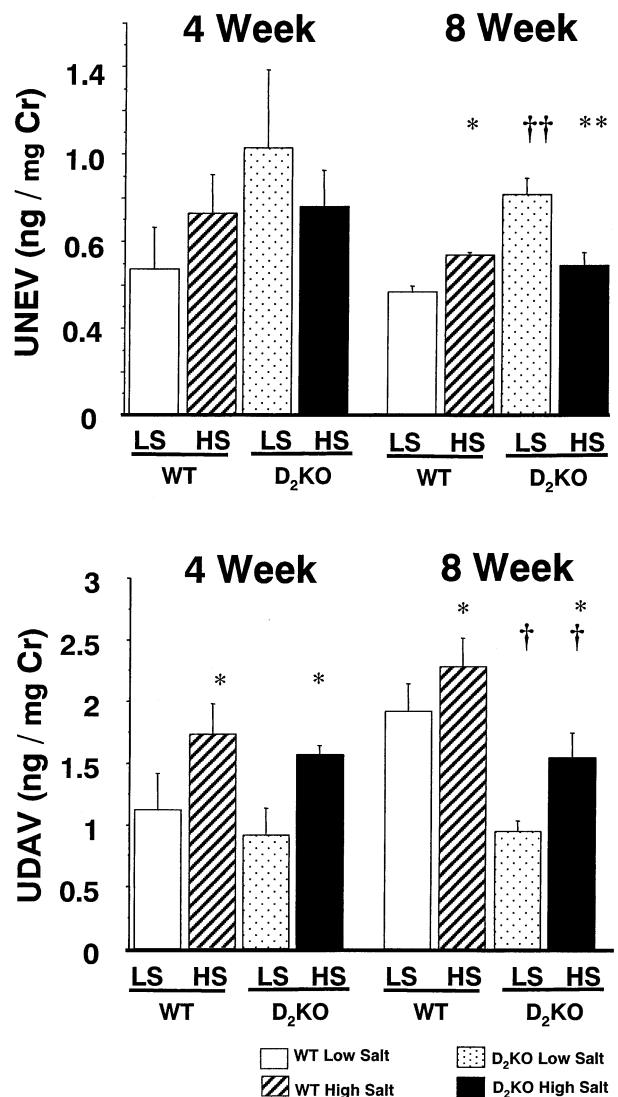 4 Week 8 Week
UNEV (ng / mg Cr)
1.4
1.0
0.6
0.4
0
* †† **
LS HS LS HS LS HS LS HS
WT D₂KO WT D₂KO
4 Week 8 Week
UDAV (ng / mg Cr)
3
2.5
2
1.5
1
0.5
0
* * * † * †
LS HS LS HS LS HS LS HS
WT D₂KO WT D₂KO
WT Low Salt D₂KO Low Salt
WT High Salt D₂KO High Salt